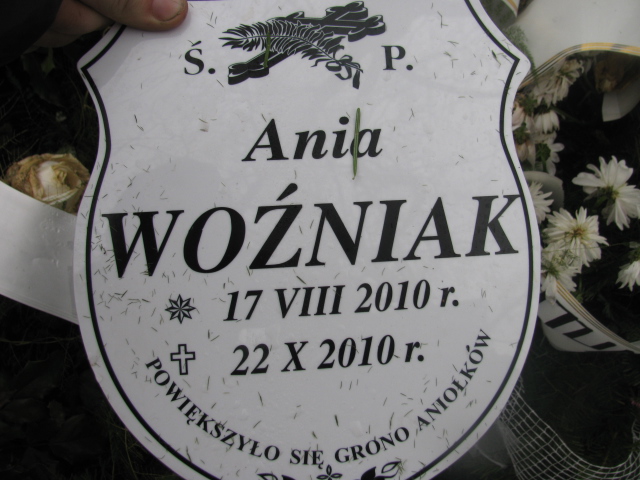 Ś. P.
Ania
WOŹNIAK
17 VIII 2010 r.
22 X 2010 r.
POWIĘKSZYŁO SIĘ GRONO ANIOŁKÓW